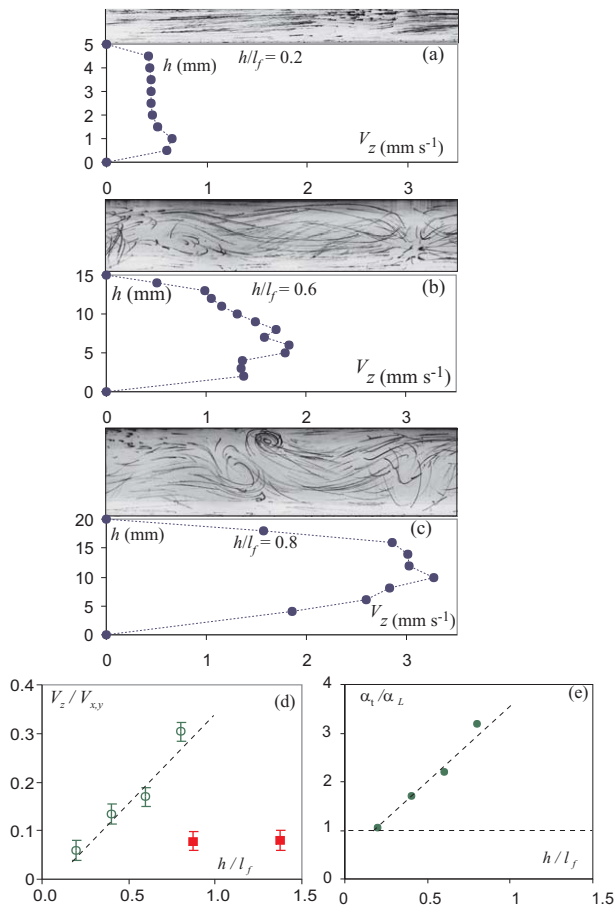 (a)
h (mm)
h/l_f = 0.2
V_z (mm s⁻¹)
5
4
3
2
1
0
0 1 2 3
(b)
h (mm)
h/l_f = 0.6
V_z (mm s⁻¹)
15
10
5
0
0 1 2 3
(c)
h (mm)
h/l_f = 0.8
V_z (mm s⁻¹)
20
15
10
5
0
0 1 2 3
V_z / V_x,y
(d)
0.4
0.3
0.2
0.1
0
0.0 0.5 1.0 1.5
h / l_f
α_t /α_L
(e)
4
3
2
1
0
0 0.5 1 1.5
h / l_f